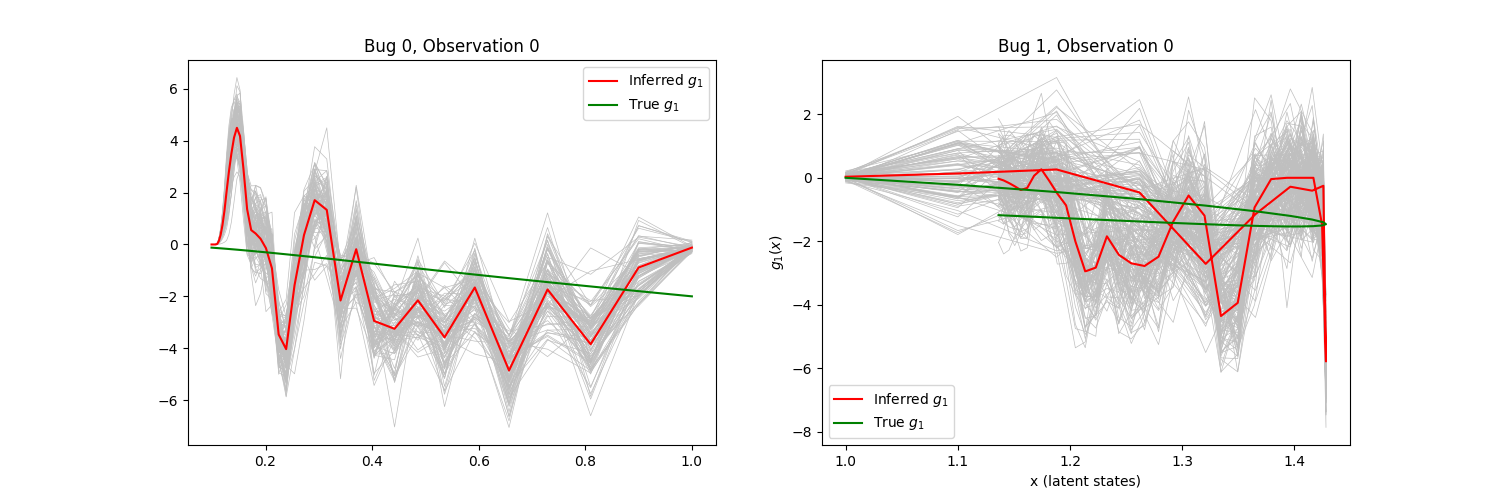 Bug 0, Observation 0
Inferred g₁
True g₁
6
4
2
0
−2
−4
−6
0.2 0.4 0.6 0.8 1.0
Bug 1, Observation 0
g₁(x)
2
0
−2
−4
−6
−8
Inferred g₁
True g₁
1.0 1.1 1.2 1.3 1.4
x (latent states)